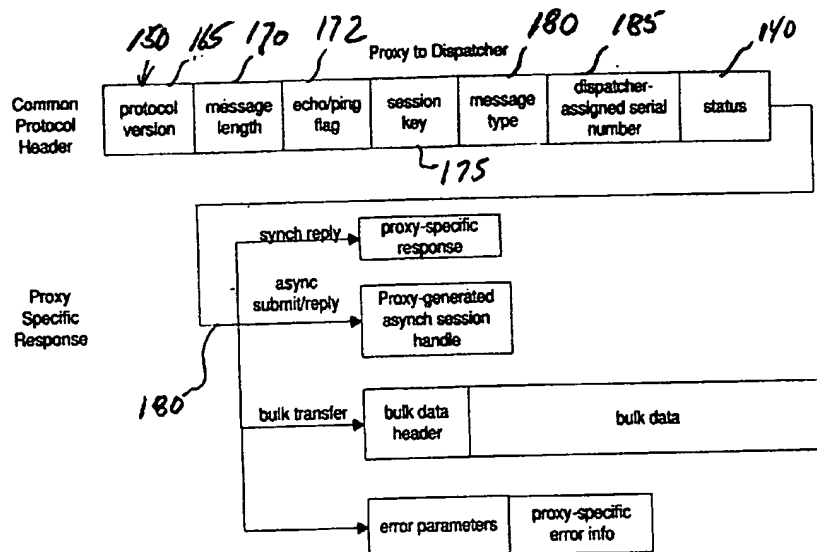 150 165 170 172 Proxy to Dispatcher 180 185 140
Common
Protocol
Header
protocol
version
message
length
echo/ping
flag
session
key
message
type
dispatcher-
assigned serial
number
status
175
synch reply
proxy-specific
response
Proxy
Specific
Response
async
submit/reply
Proxy-generated
asynch session
handle
180
bulk transfer
bulk data
header
bulk data
error parameters
proxy-specific
error info